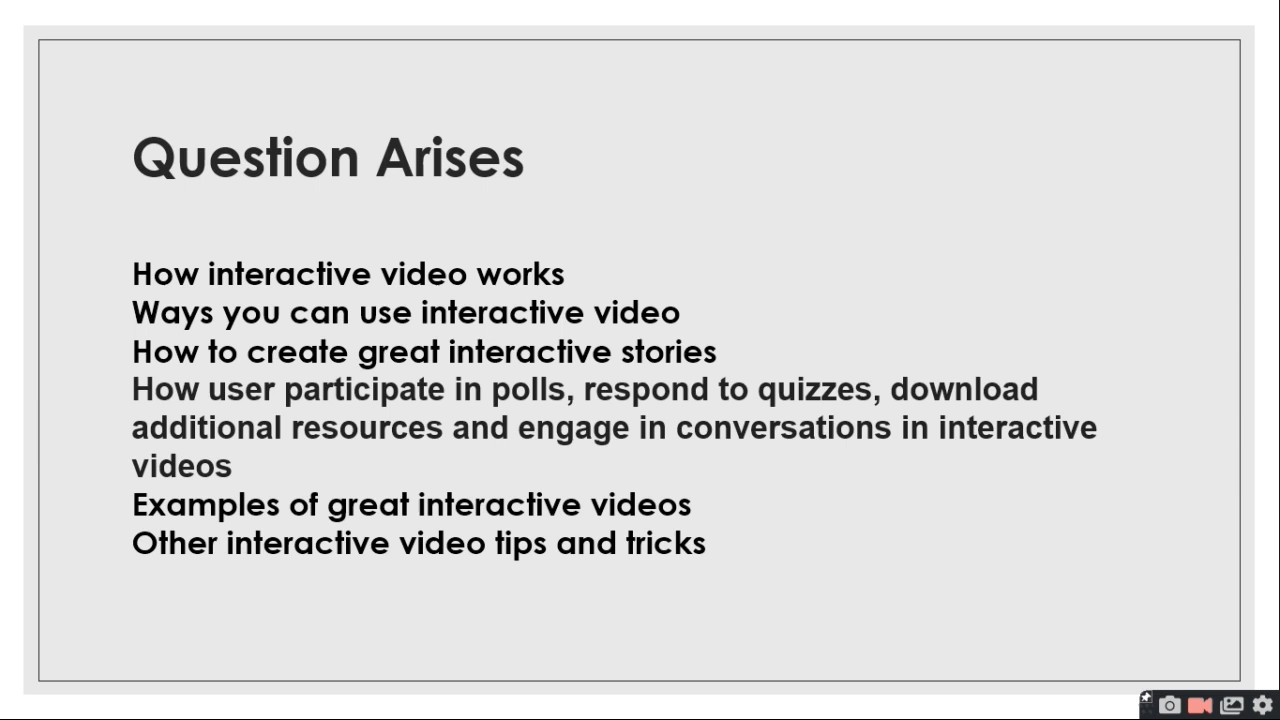 Question Arises
How interactive video works
Ways you can use interactive video
How to create great interactive stories
How user participate in polls, respond to quizzes, download
additional resources and engage in conversations in interactive
videos
Examples of great interactive videos
Other interactive video tips and tricks